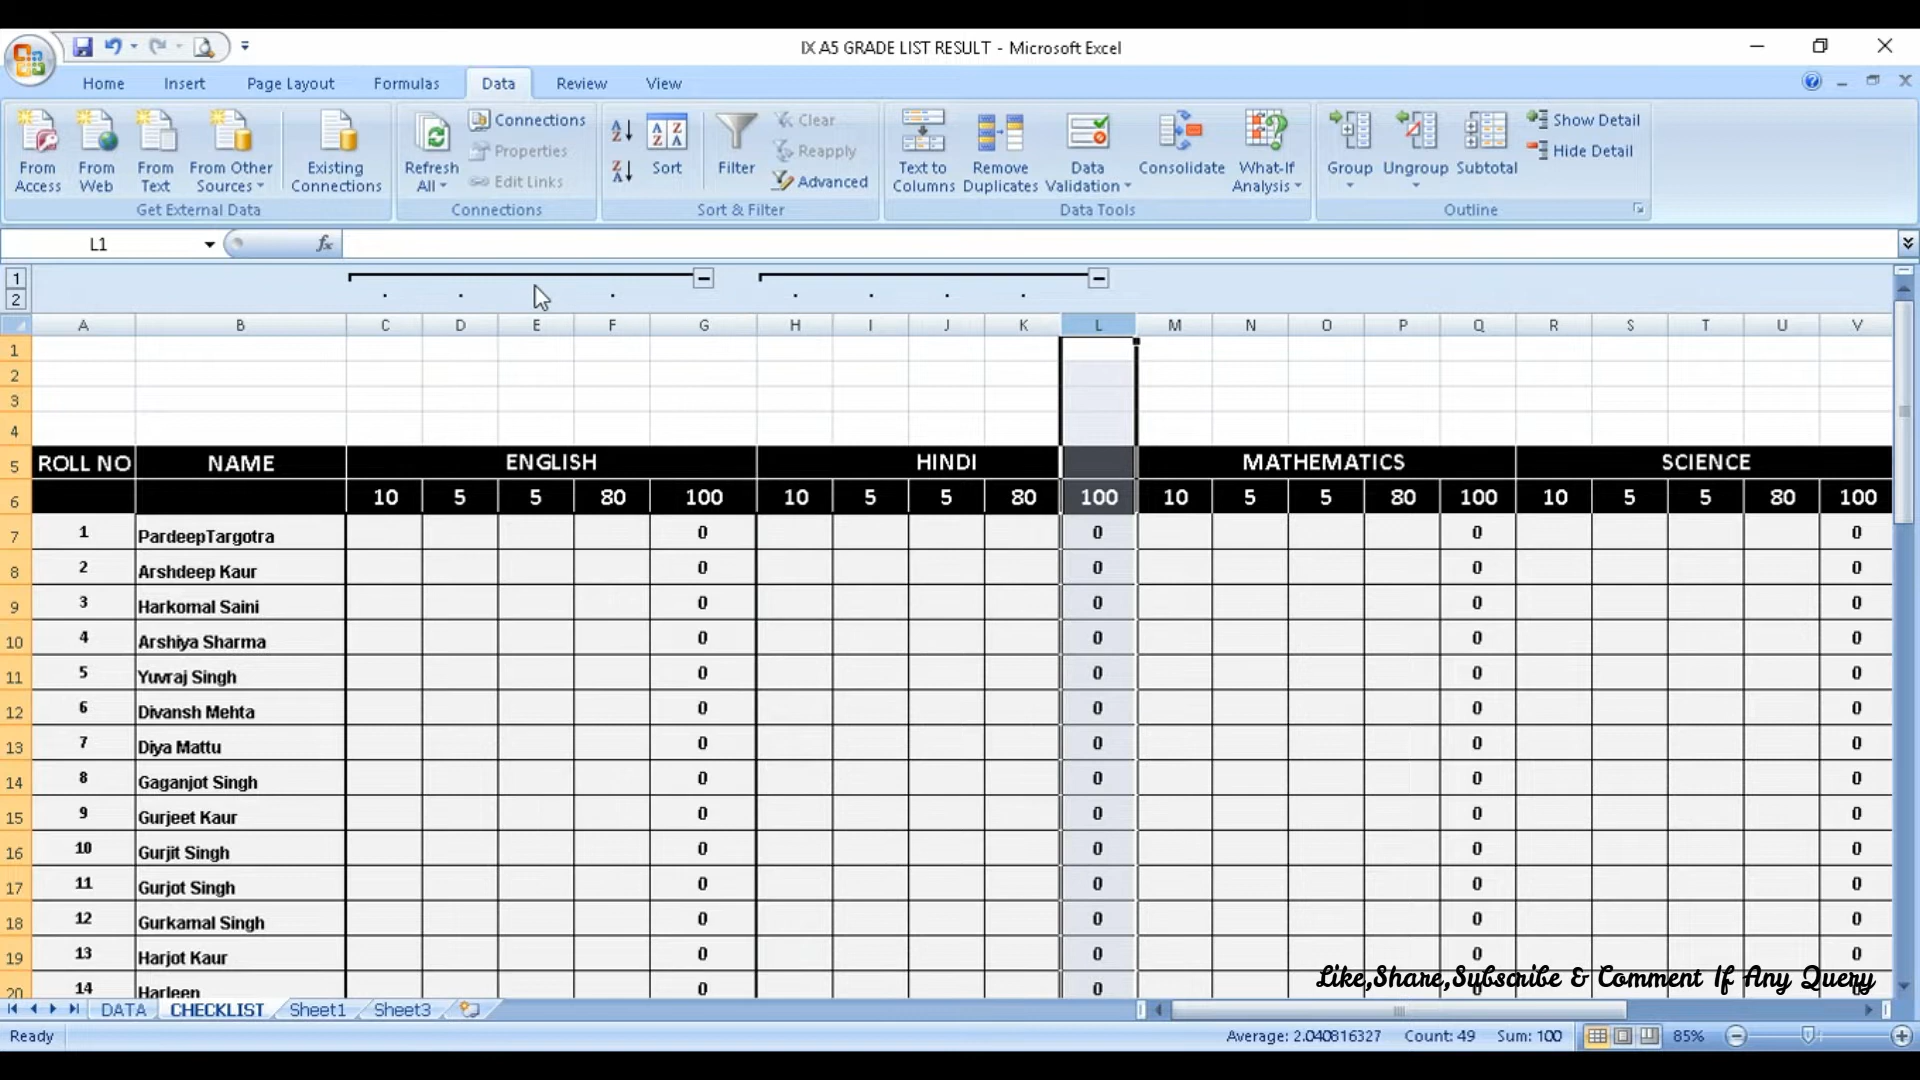 IX A5 GRADE LIST RESULT - Microsoft Excel
Home Insert Page Layout Formulas Data Review View
From Access
From Web
From Text
From Other Sources
Existing Connections
Get External Data
Refresh All
Connections
Properties
Edit Links
Connections
Sort
Filter
Clear
Reapply
Advanced
Sort & Filter
Text to Columns
Remove Duplicates
Data Validation
Consolidate
What-If Analysis
Data Tools
Group
Ungroup
Subtotal
Show Detail
Hide Detail
Outline
L1 fx
1
2
A B C D E F G H I J K L M N O P Q R S T U V
1
2
3
4
5 ROLL NO NAME ENGLISH HINDI MATHEMATICS SCIENCE
6 10 5 5 80 100 10 5 5 80 100 10 5 5 80 100 10 5 5 80 100
7 1 PardeepTargotra 0 0 0 0
8 2 Arshdeep Kaur 0 0 0 0
9 3 Harkomal Saini 0 0 0 0
10 4 Arshiya Sharma 0 0 0 0
11 5 Yuvraj Singh 0 0 0 0
12 6 Divansh Mehta 0 0 0 0
13 7 Diya Mattu 0 0 0 0
14 8 Gaganjot Singh 0 0 0 0
15 9 Gurjeet Kaur 0 0 0 0
16 10 Gurjit Singh 0 0 0 0
17 11 Gurjot Singh 0 0 0 0
18 12 Gurkamal Singh 0 0 0 0
19 13 Harjot Kaur 0 0 0 0
20 14 Harleen 0 0
Like,Share,Subscribe & Comment If Any Query
DATA CHECKLIST Sheet1 Sheet3
Ready Average: 2.040816327 Count: 49 Sum: 100 85%